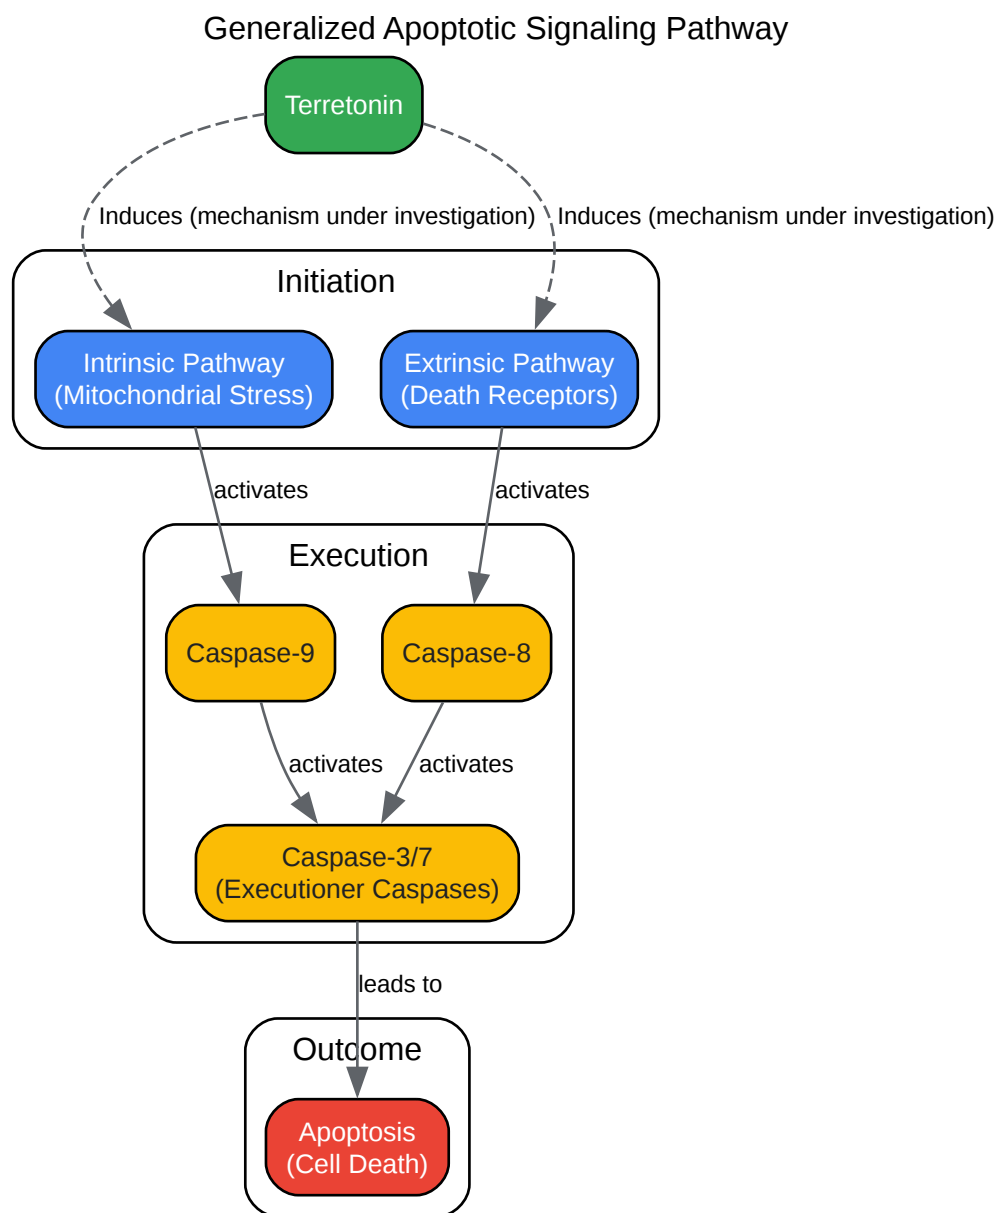 Generalized Apoptotic Signaling Pathway
Terretonin
Induces (mechanism under investigation)
Induces (mechanism under investigation)
Initiation
Intrinsic Pathway
(Mitochondrial Stress)
Extrinsic Pathway
(Death Receptors)
activates
activates
Execution
Caspase-9
Caspase-8
activates
activates
Caspase-3/7
(Executioner Caspases)
leads to
Outcome
Apoptosis
(Cell Death)